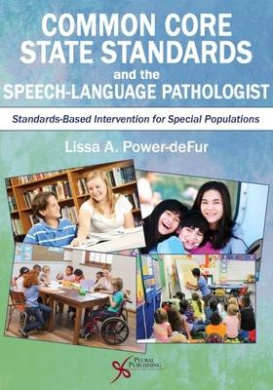 COMMON CORE
STATE STANDARDS
and the
SPEECH-LANGUAGE PATHOLOGIST
Standards-Based Intervention for Special Populations
Lissa A. Power-deFur
PLURAL
PUBLISHING